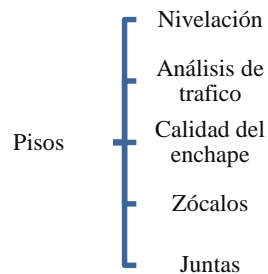 Pisos
Nivelación
Análisis de
trafico
Calidad del
enchape
Zócalos
Juntas